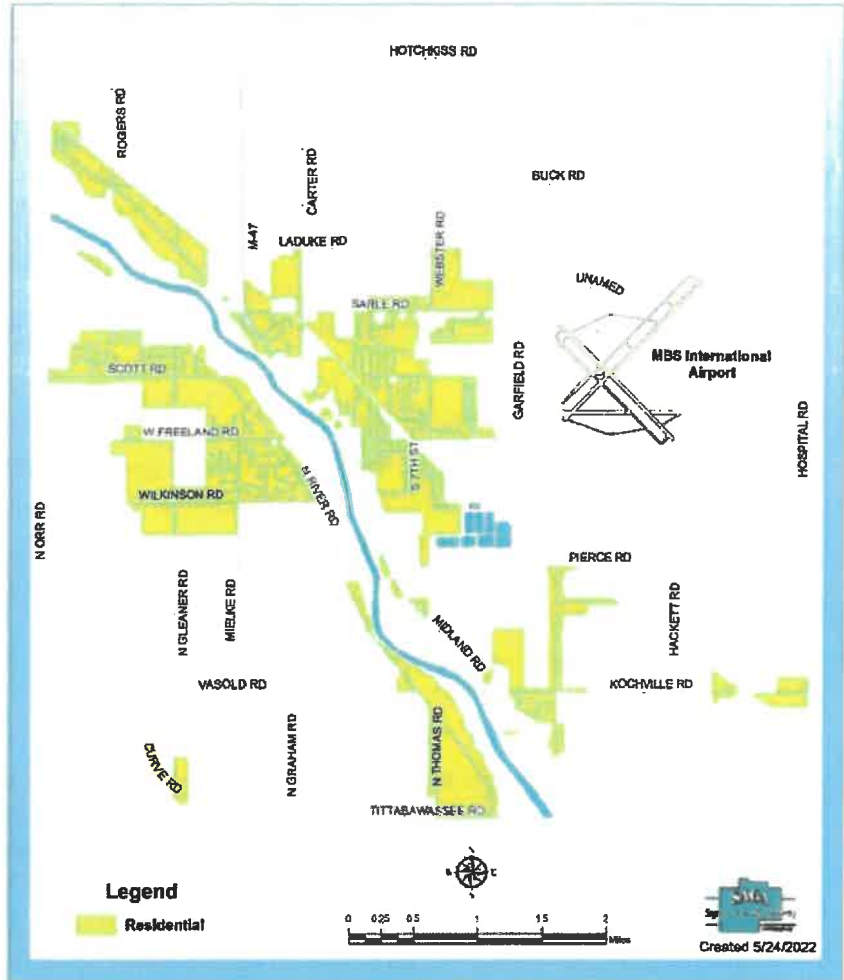 HOTCHKISS RD
ROGERS RD
CARTER RD
BUCK RD
M-47
LADUKE RD
WEBSTER RD
UNAMED
SARLE RD
MBS International
Airport
GARFIELD RD
SCOTT RD
HOSPITAL RD
W FREELAND RD
S 7TH ST
N RIVER RD
WILKINSON RD
N ORR RD
PIERCE RD
N GLEANER RD
MIELKE RD
HACKETT RD
MIDLAND RD
VASOLD RD
KOCHVILLE RD
CURVE RD
N GRAHAM RD
N THOMAS RD
TITTABAWASSEE RD
Legend
Residential
0 0.25 0.5 1 1.5 2
Miles
Created 5/24/2022